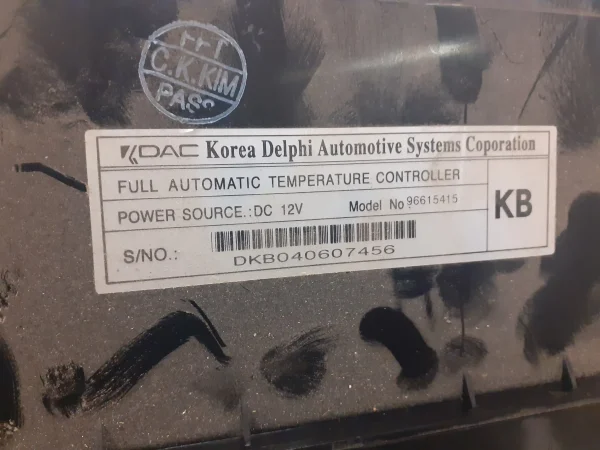 FFT
C.K.KIM
PASS
KDAC Korea Delphi Automotive Systems Coporation
FULL AUTOMATIC TEMPERATURE CONTROLLER
POWER SOURCE.:DC 12V Model No 96615415
KB
S/NO.:
DKB040607456